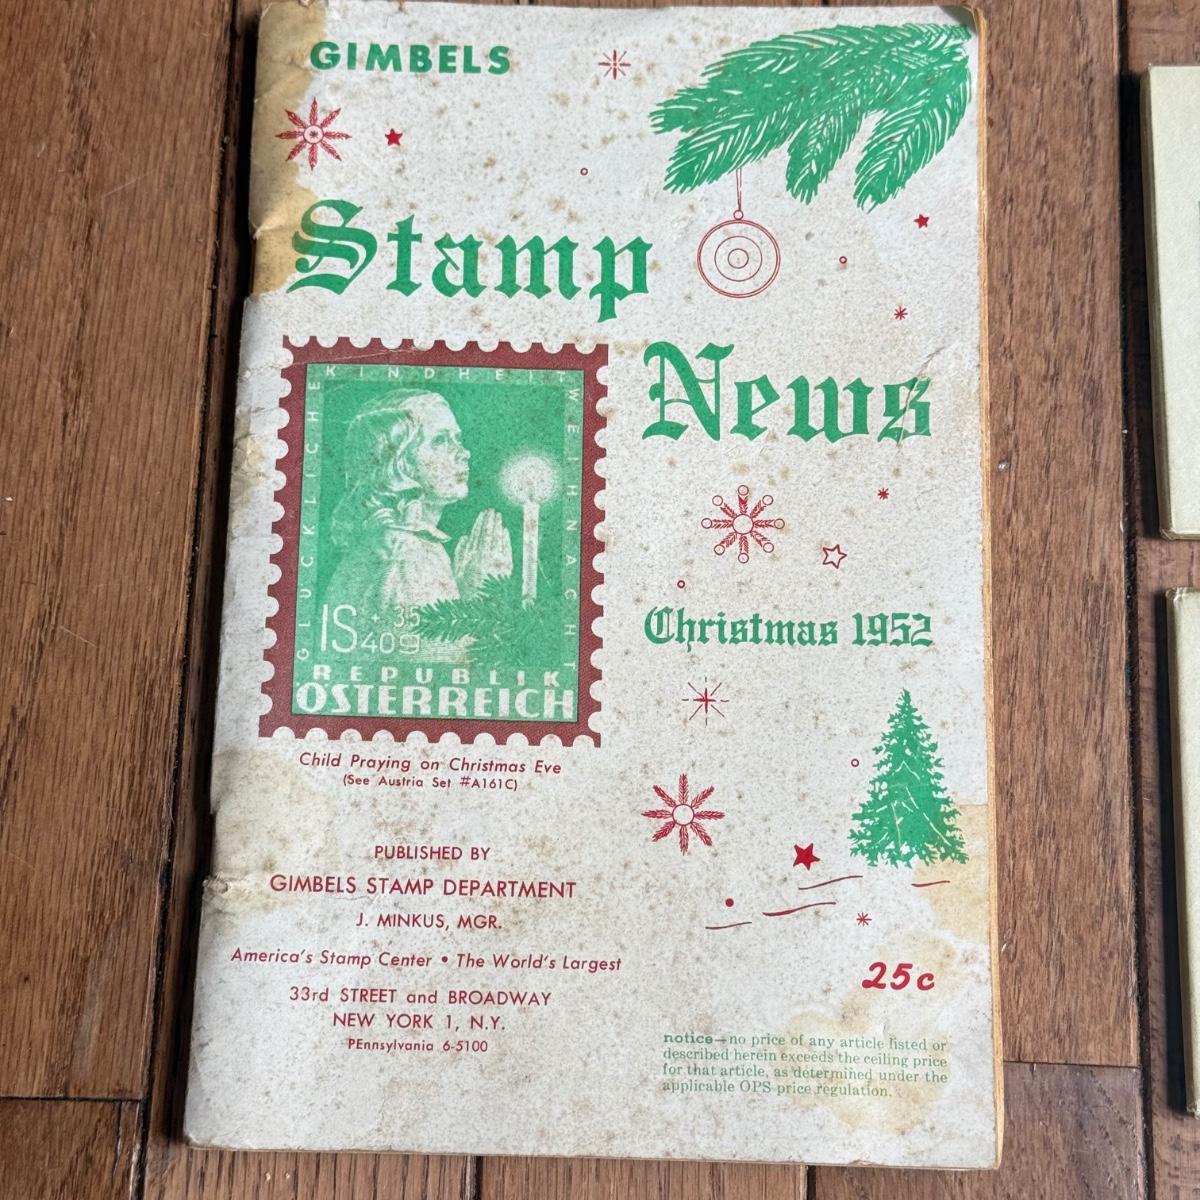 GIMBELS
Stamp
News
GLÜCKLICHE KINDHEIT WEIHNACHT
1S + 35
40g
REPUBLIK
ÖSTERREICH
Child Praying on Christmas Eve
(See Austria Set #A161C)
Christmas 1952
PUBLISHED BY
GIMBELS STAMP DEPARTMENT
J. MINKUS, MGR.
America's Stamp Center • The World's Largest
33rd STREET and BROADWAY
NEW YORK 1, N.Y.
PEnnsylvania 6-5100
25c
notice—no price of any article listed or
described herein exceeds the ceiling price
for that article, as determined under the
applicable OPS price regulation.